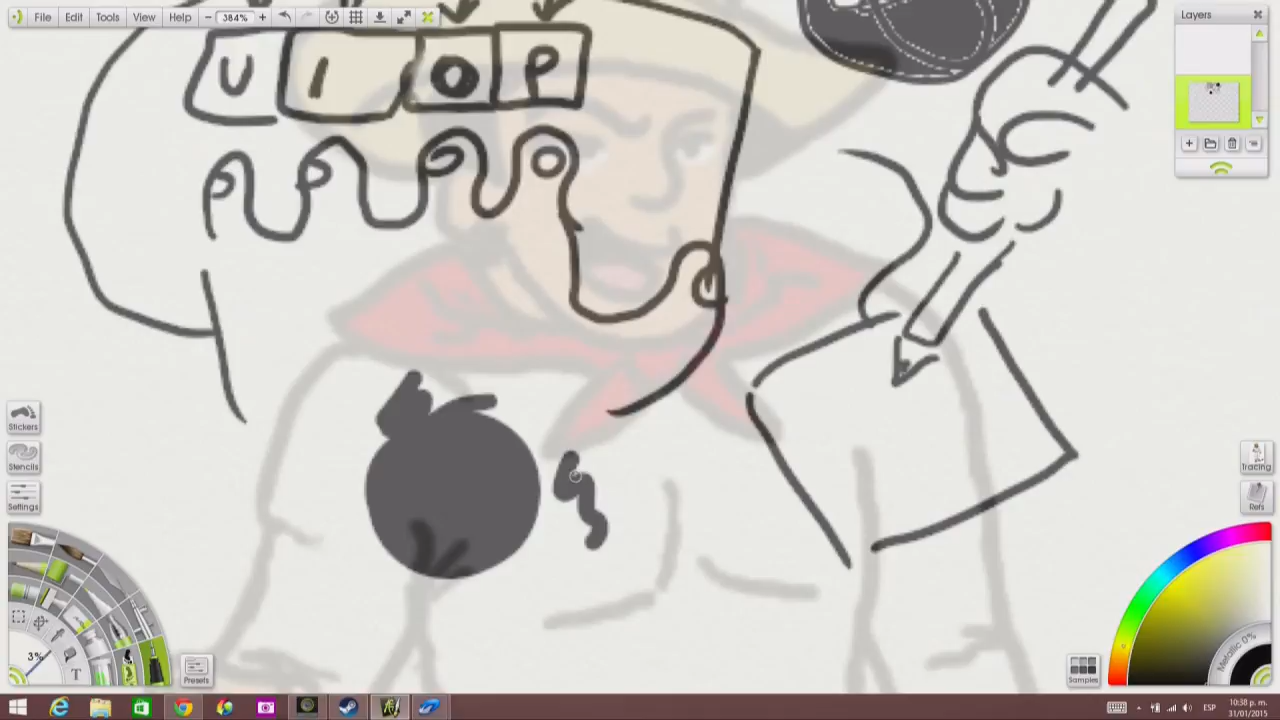 File Edit Tools View Help 384%
Layers
U I O P
Stickers
Stencils
Settings
Tracing
Refs
3%
T
Presets
Metallic 0%
Samples
ESP
10:38 p. m.
31/01/2015